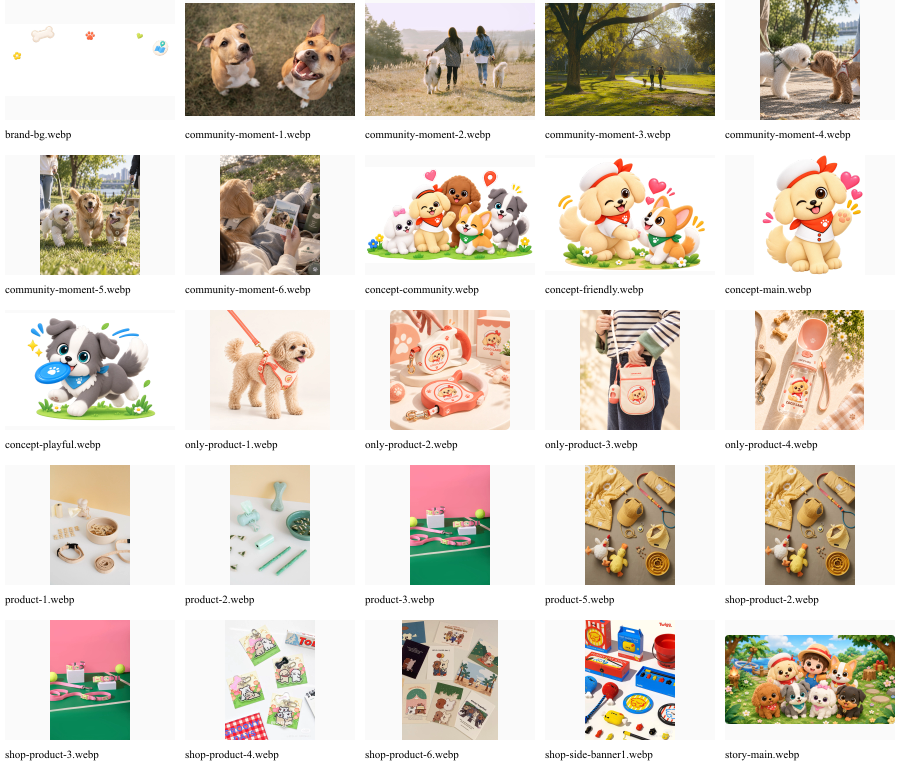 brand-bg.webp
community-moment-1.webp
community-moment-2.webp
community-moment-3.webp
community-moment-4.webp
community-moment-5.webp
community-moment-6.webp
concept-community.webp
concept-friendly.webp
concept-main.webp
concept-playful.webp
only-product-1.webp
only-product-2.webp
only-product-3.webp
only-product-4.webp
product-1.webp
product-2.webp
product-3.webp
product-5.webp
shop-product-2.webp
shop-product-3.webp
shop-product-4.webp
shop-product-6.webp
shop-side-banner1.webp
story-main.webp